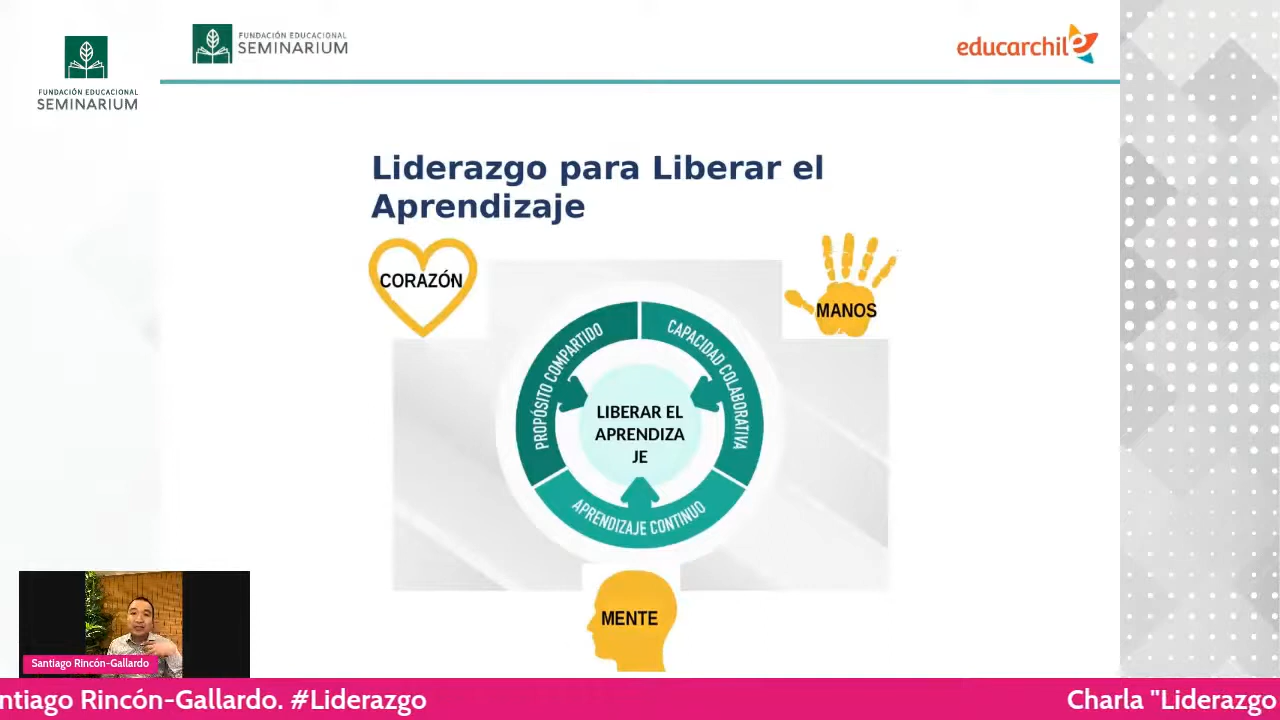 FUNDACIÓN EDUCACIONAL
SEMINARIUM
FUNDACIÓN EDUCACIONAL
SEMINARIUM
educarchile
Liderazgo para Liberar el
Aprendizaje
CORAZÓN
MANOS
PROPÓSITO COMPARTIDO
CAPACIDAD COLABORATIVA
LIBERAR EL
APRENDIZA
JE
APRENDIZAJE CONTINUO
MENTE
Santiago Rincón-Gallardo
ntiago Rincón-Gallardo. #Liderazgo
Charla "Liderazgo